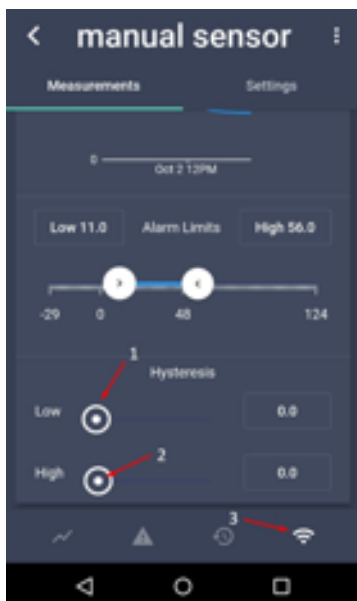 manual sensor
Measurements Settings
0
Oct 2 12PM
Low 11.0 Alarm Limits High 56.0
-29 0 48 124
1
Hysteresis
Low 0.0
2
High 0.0
3